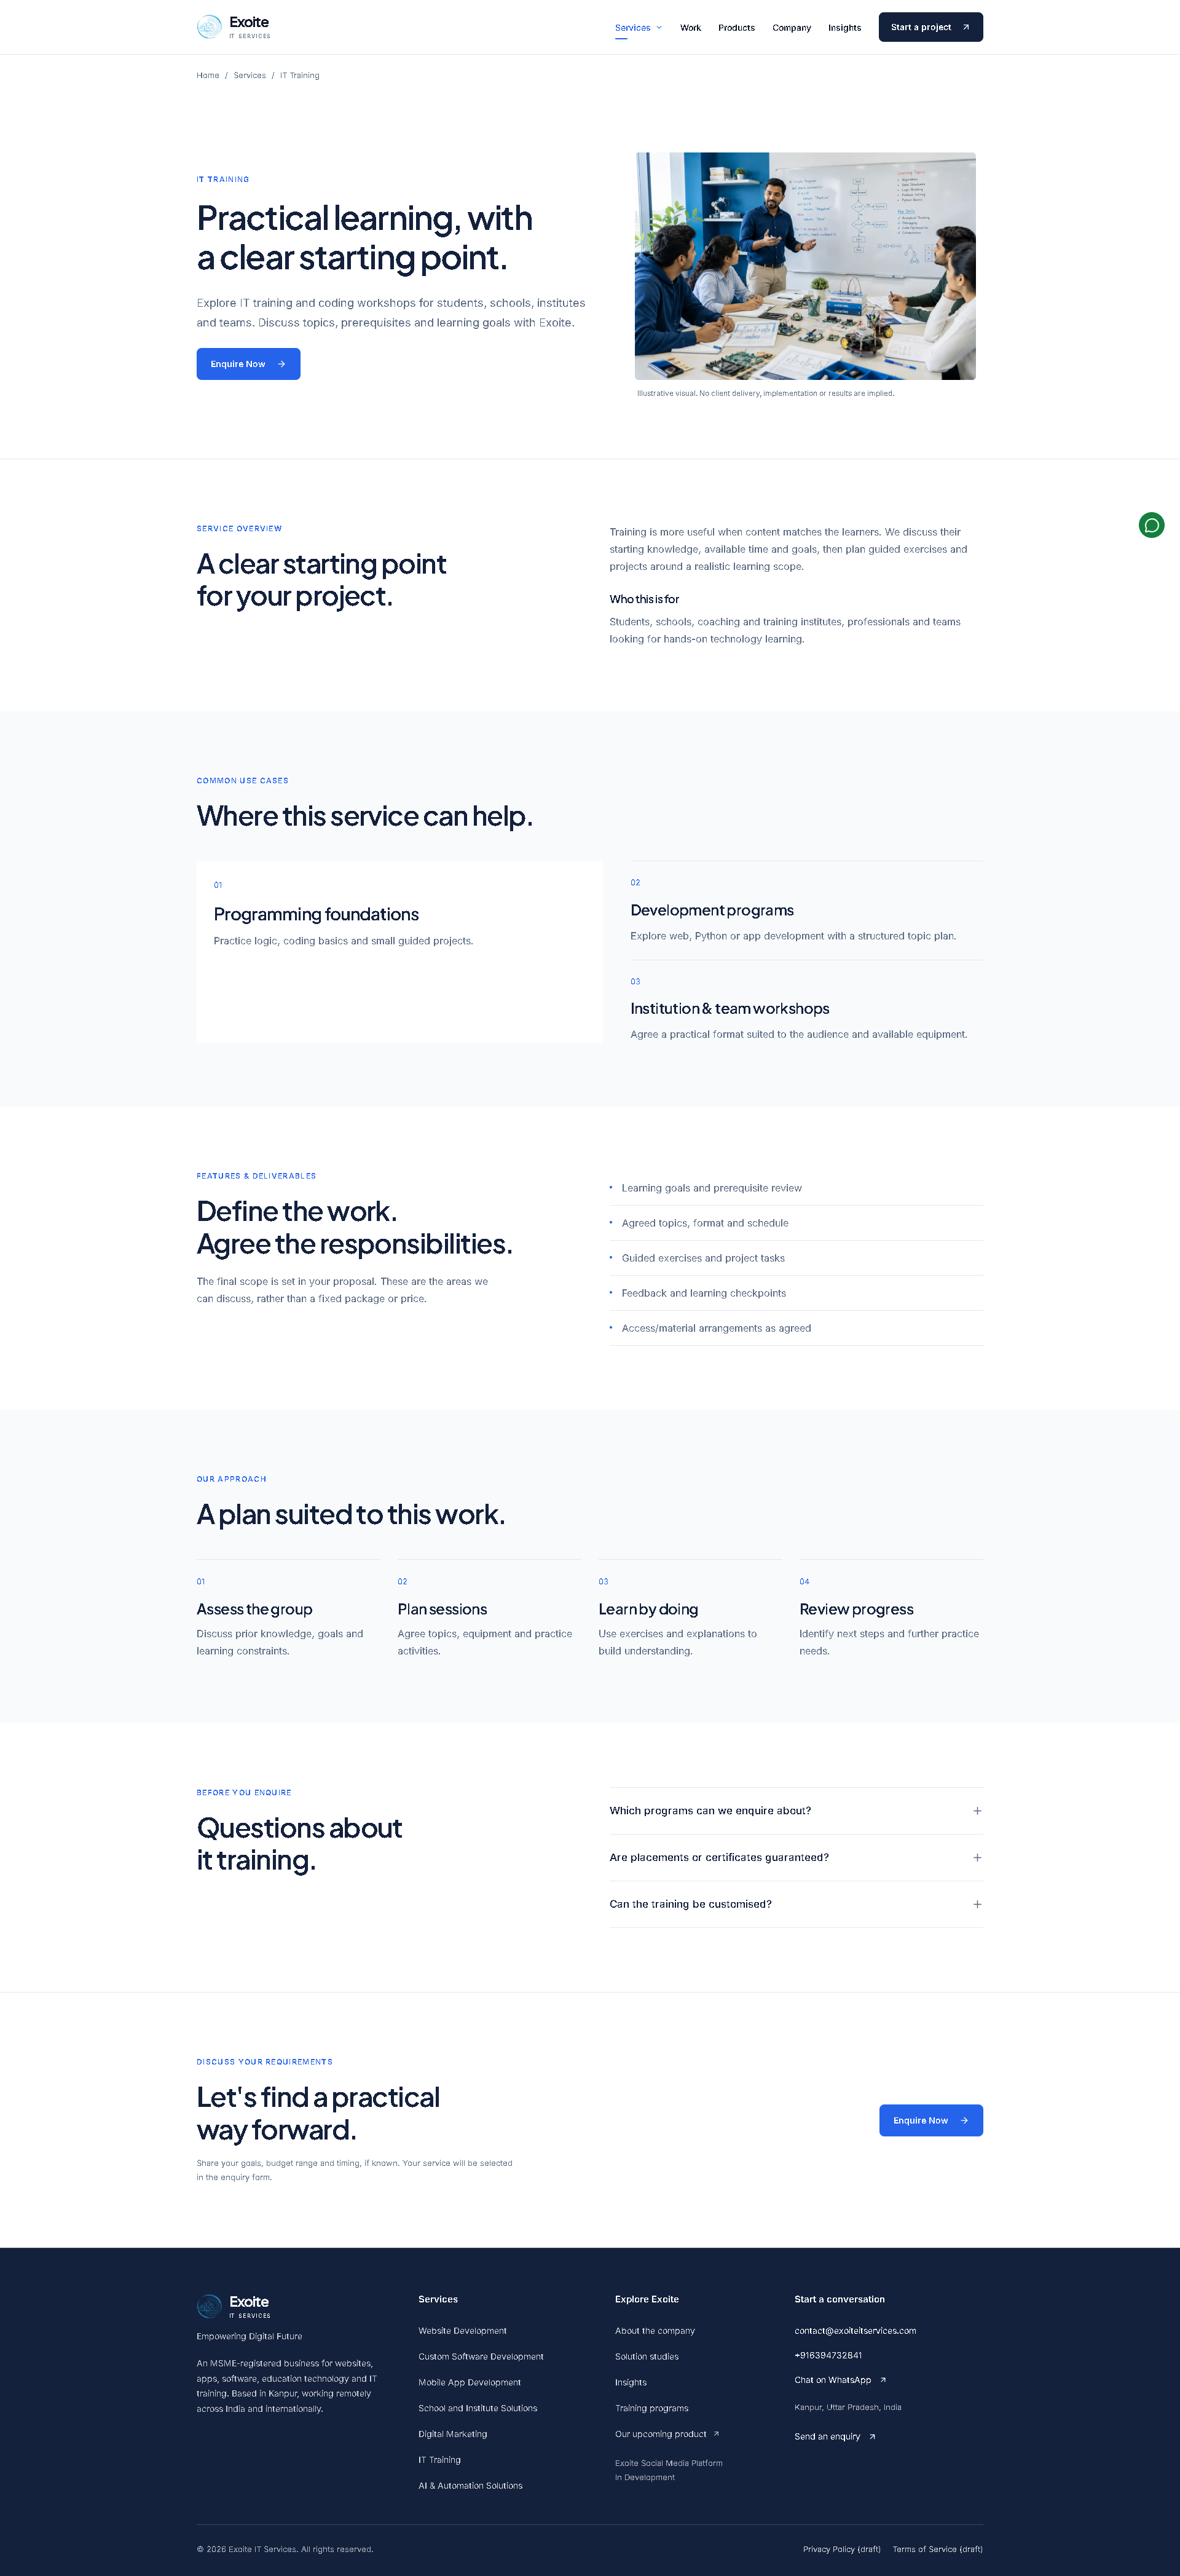 Exoite
IT SERVICES
Services
Work
Products
Company
Insights
Start a project
Home / Services / IT Training
IT TRAINING
Practical learning, with
a clear starting point.
Explore IT training and coding workshops for students, schools, institutes
and teams. Discuss topics, prerequisites and learning goals with Exoite.
Enquire Now
Illustrative visual. No client delivery, implementation or results are implied.
SERVICE OVERVIEW
A clear starting point
for your project.
Training is more useful when content matches the learners. We discuss their
starting knowledge, available time and goals, then plan guided exercises and
projects around a realistic learning scope.
Who this is for
Students, schools, coaching and training institutes, professionals and teams
looking for hands-on technology learning.
COMMON USE CASES
Where this service can help.
01
Programming foundations
Practice logic, coding basics and small guided projects.
02
Development programs
Explore web, Python or app development with a structured topic plan.
03
Institution & team workshops
Agree a practical format suited to the audience and available equipment.
FEATURES & DELIVERABLES
Define the work.
Agree the responsibilities.
The final scope is set in your proposal. These are the areas we
can discuss, rather than a fixed package or price.
Learning goals and prerequisite review
Agreed topics, format and schedule
Guided exercises and project tasks
Feedback and learning checkpoints
Access/material arrangements as agreed
OUR APPROACH
A plan suited to this work.
01
Assess the group
Discuss prior knowledge, goals and
learning constraints.
02
Plan sessions
Agree topics, equipment and practice
activities.
03
Learn by doing
Use exercises and explanations to
build understanding.
04
Review progress
Identify next steps and further practice
needs.
BEFORE YOU ENQUIRE
Questions about
it training.
Which programs can we enquire about?
Are placements or certificates guaranteed?
Can the training be customised?
DISCUSS YOUR REQUIREMENTS
Let's find a practical
way forward.
Share your goals, budget range and timing, if known. Your service will be selected
in the enquiry form.
Enquire Now
Exoite
IT SERVICES
Empowering Digital Future
An MSME-registered business for websites,
apps, software, education technology and IT
training. Based in Kanpur, working remotely
across India and internationally.
Services
Website Development
Custom Software Development
Mobile App Development
School and Institute Solutions
Digital Marketing
IT Training
AI & Automation Solutions
Explore Exoite
About the company
Solution studies
Insights
Training programs
Our upcoming product
Exoite Social Media Platform
In Development
Start a conversation
contact@exoiteitservices.com
+916394732841
Chat on WhatsApp
Kanpur, Uttar Pradesh, India
Send an enquiry
© 2026 Exoite IT Services. All rights reserved.
Privacy Policy (draft)
Terms of Service (draft)